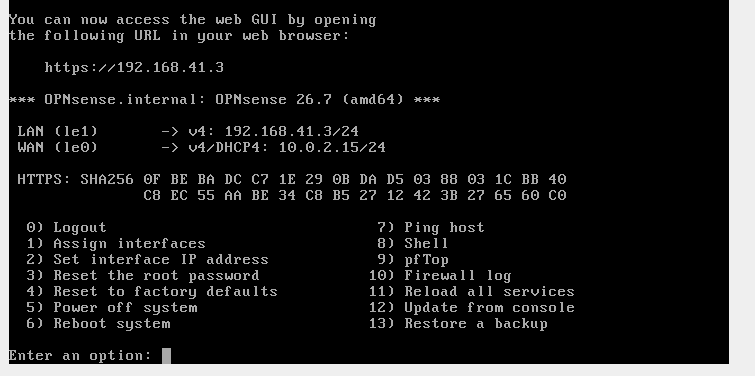 You can now access the web GUI by opening
the following URL in your web browser:
https://192.168.41.3
*** OPNsense.internal: OPNsense 26.7 (amd64) ***
LAN (le1) -> v4: 192.168.41.3/24
WAN (le0) -> v4/DHCP4: 10.0.2.15/24
HTTPS: SHA256 0F BE BA DC C7 1E 29 0B DA D5 03 88 03 1C BB 40
C8 EC 55 AA BE 34 C8 B5 27 12 42 3B 27 65 60 C0
0) Logout 7) Ping host
1) Assign interfaces 8) Shell
2) Set interface IP address 9) pfTop
3) Reset the root password 10) Firewall log
4) Reset to factory defaults 11) Reload all services
5) Power off system 12) Update from console
6) Reboot system 13) Restore a backup
Enter an option: